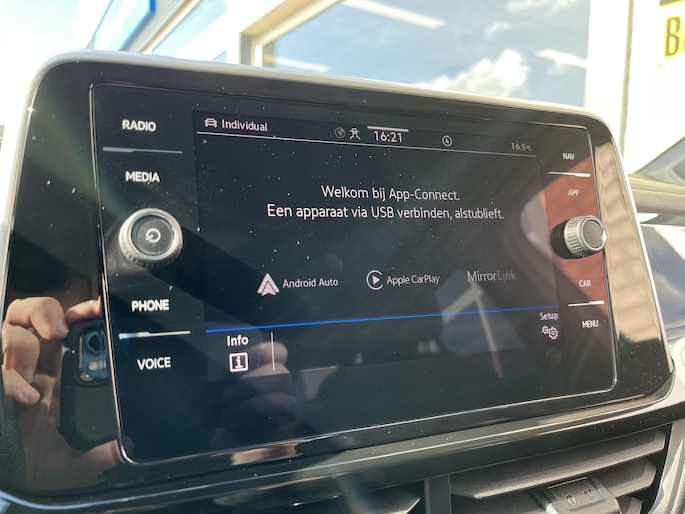 RADIO
MEDIA
PHONE
VOICE
Individual
16:21
16.5°C
Welkom bij App-Connect.
Een apparaat via USB verbinden, alstublieft.
Android Auto
Apple CarPlay
MirrorLink
Info
Setup
NAV
APP
CAR
MENU